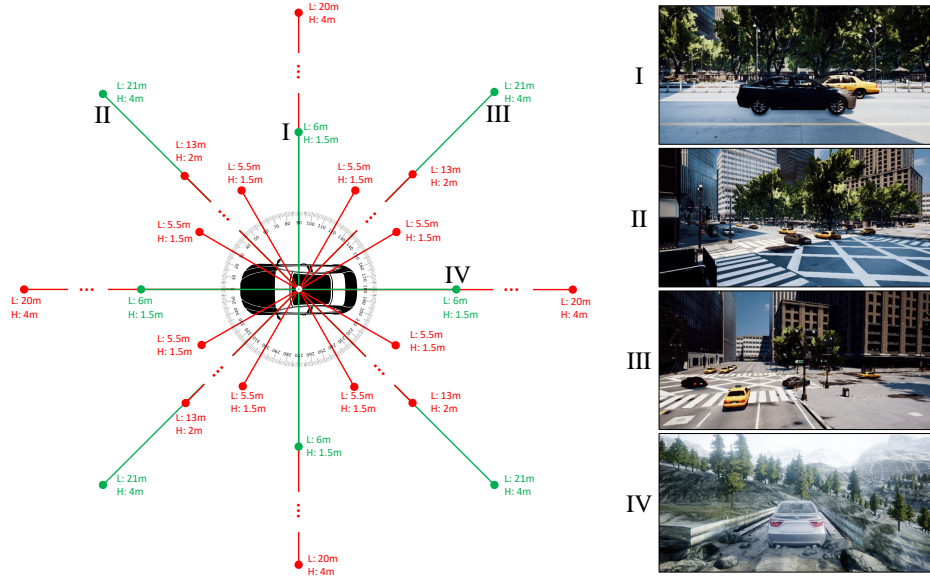 L: 20m
H: 4m
L: 21m
H: 4m
II
L: 21m
H: 4m
III
I
L: 6m
H: 1.5m
L: 13m
H: 2m
L: 5.5m
H: 1.5m
L: 5.5m
H: 1.5m
L: 13m
H: 2m
L: 5.5m
H: 1.5m
L: 5.5m
H: 1.5m
IV
L: 20m
H: 4m
L: 6m
H: 1.5m
L: 6m
H: 1.5m
L: 20m
H: 4m
L: 5.5m
H: 1.5m
L: 5.5m
H: 1.5m
L: 13m
H: 2m
L: 5.5m
H: 1.5m
L: 5.5m
H: 1.5m
L: 13m
H: 2m
L: 6m
H: 1.5m
L: 21m
H: 4m
L: 21m
H: 4m
L: 20m
H: 4m
I
II
III
IV